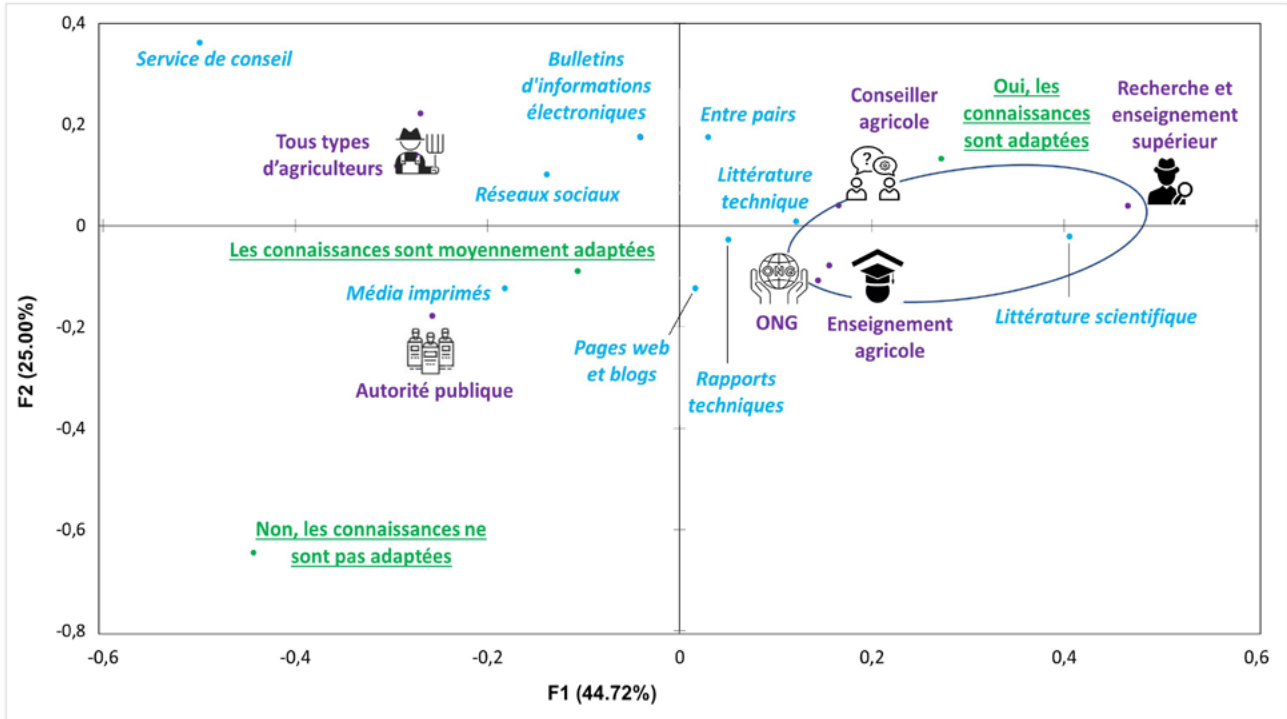 0,4
Service de conseil
Bulletins
d'informations
électroniques
Conseiller
agricole
Oui, les
connaissances
sont adaptées
Recherche et
enseignement
supérieur
0,2
Entre pairs
?
Tous types
d'agriculteurs
Littérature
technique
Réseaux sociaux
0
Les connaissances sont moyennement adaptées
ONG
Média imprimés
ONG
Enseignement
agricole
Littérature scientifique
-0,2
Pages web
et blogs
Rapports
techniques
Autorité publique
F2 (25.00%)
-0,4
Non, les connaissances ne
sont pas adaptées
-0,6
-0,8
-0,6
-0,4
-0,2
0
0,2
0,4
0,6
F1 (44.72%)